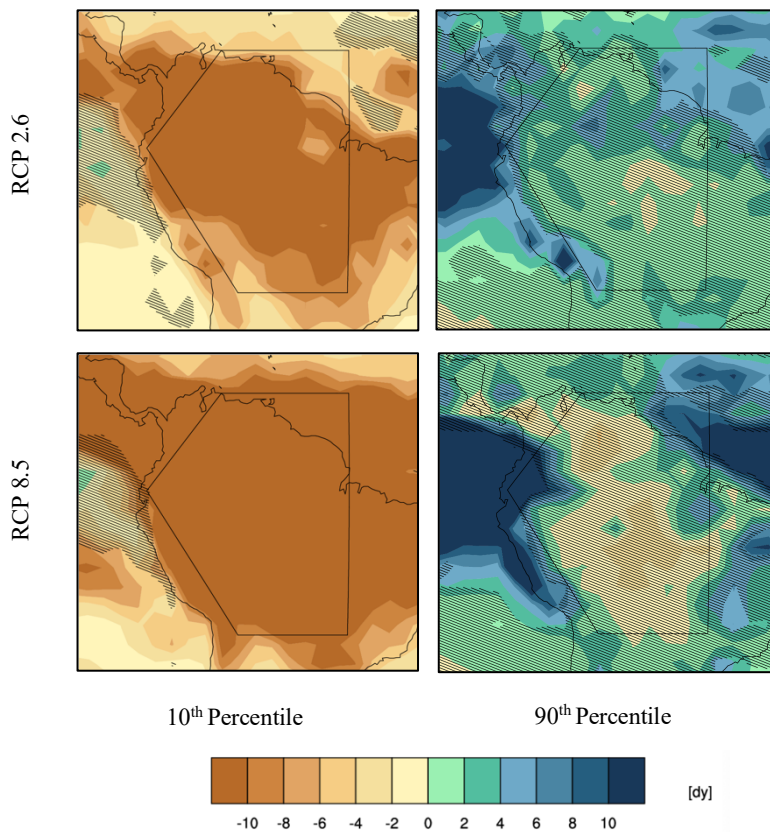 RCP 2.6
RCP 8.5
10th Percentile
90th Percentile
[dy]
-10 -8 -6 -4 -2 0 2 4 6 8 10